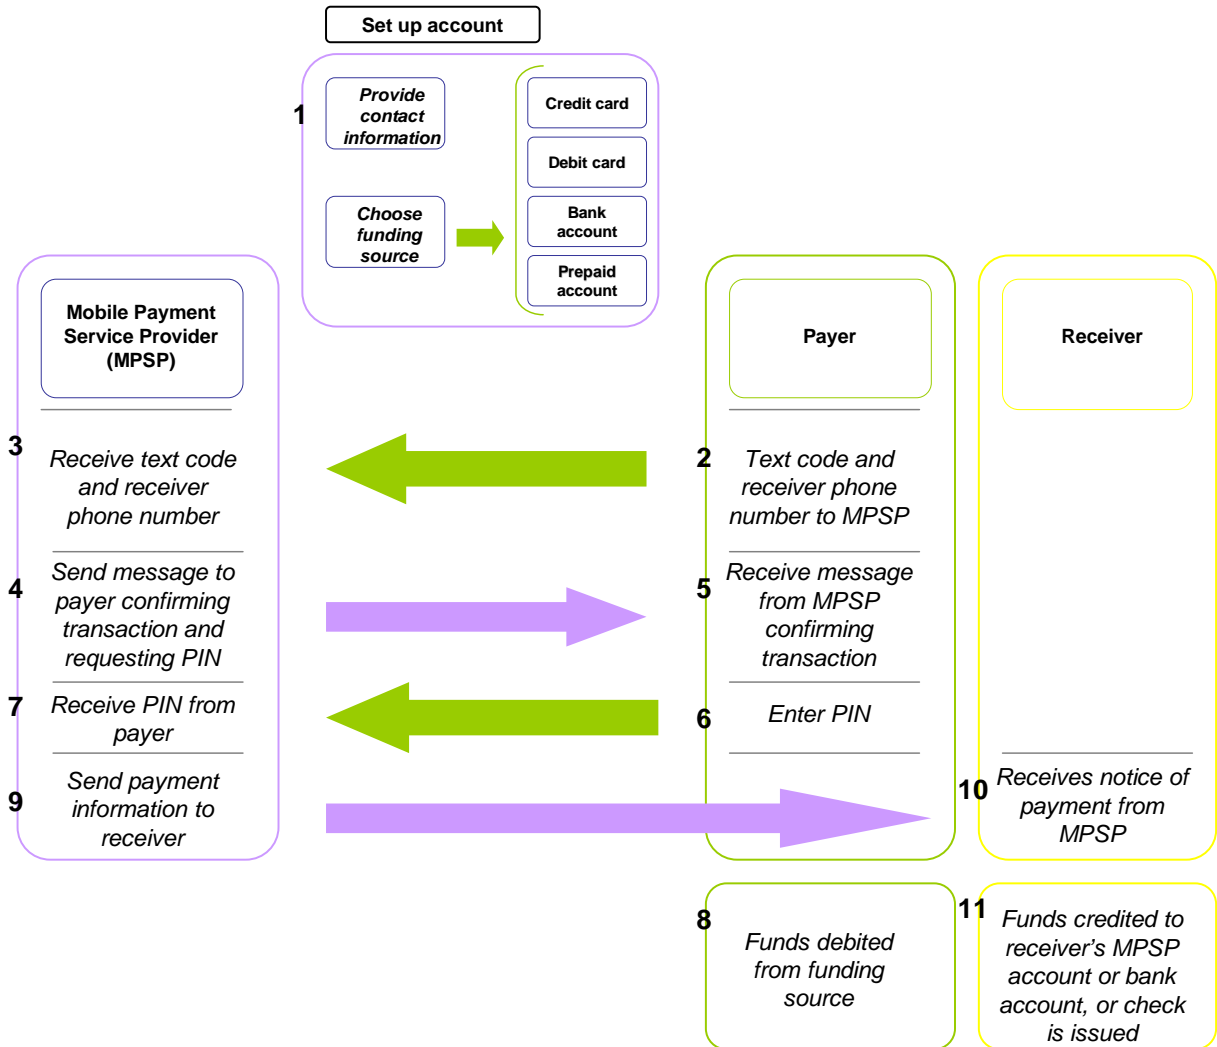 Set up account
1
Provide
contact
information
Credit card
Debit card
Choose
funding
source
Bank
account
Prepaid
account
Mobile Payment
Service Provider
(MPSP)
Payer
Receiver
3
Receive text code
and receiver
phone number
2
Text code and
receiver phone
number to MPSP
4
Send message to
payer confirming
transaction and
requesting PIN
5
Receive message
from MPSP
confirming
transaction
7
Receive PIN from
payer
6
Enter PIN
9
Send payment
information to
receiver
10
Receives notice of
payment from
MPSP
8
Funds debited
from funding
source
11
Funds credited to
receiver’s MPSP
account or bank
account, or check
is issued